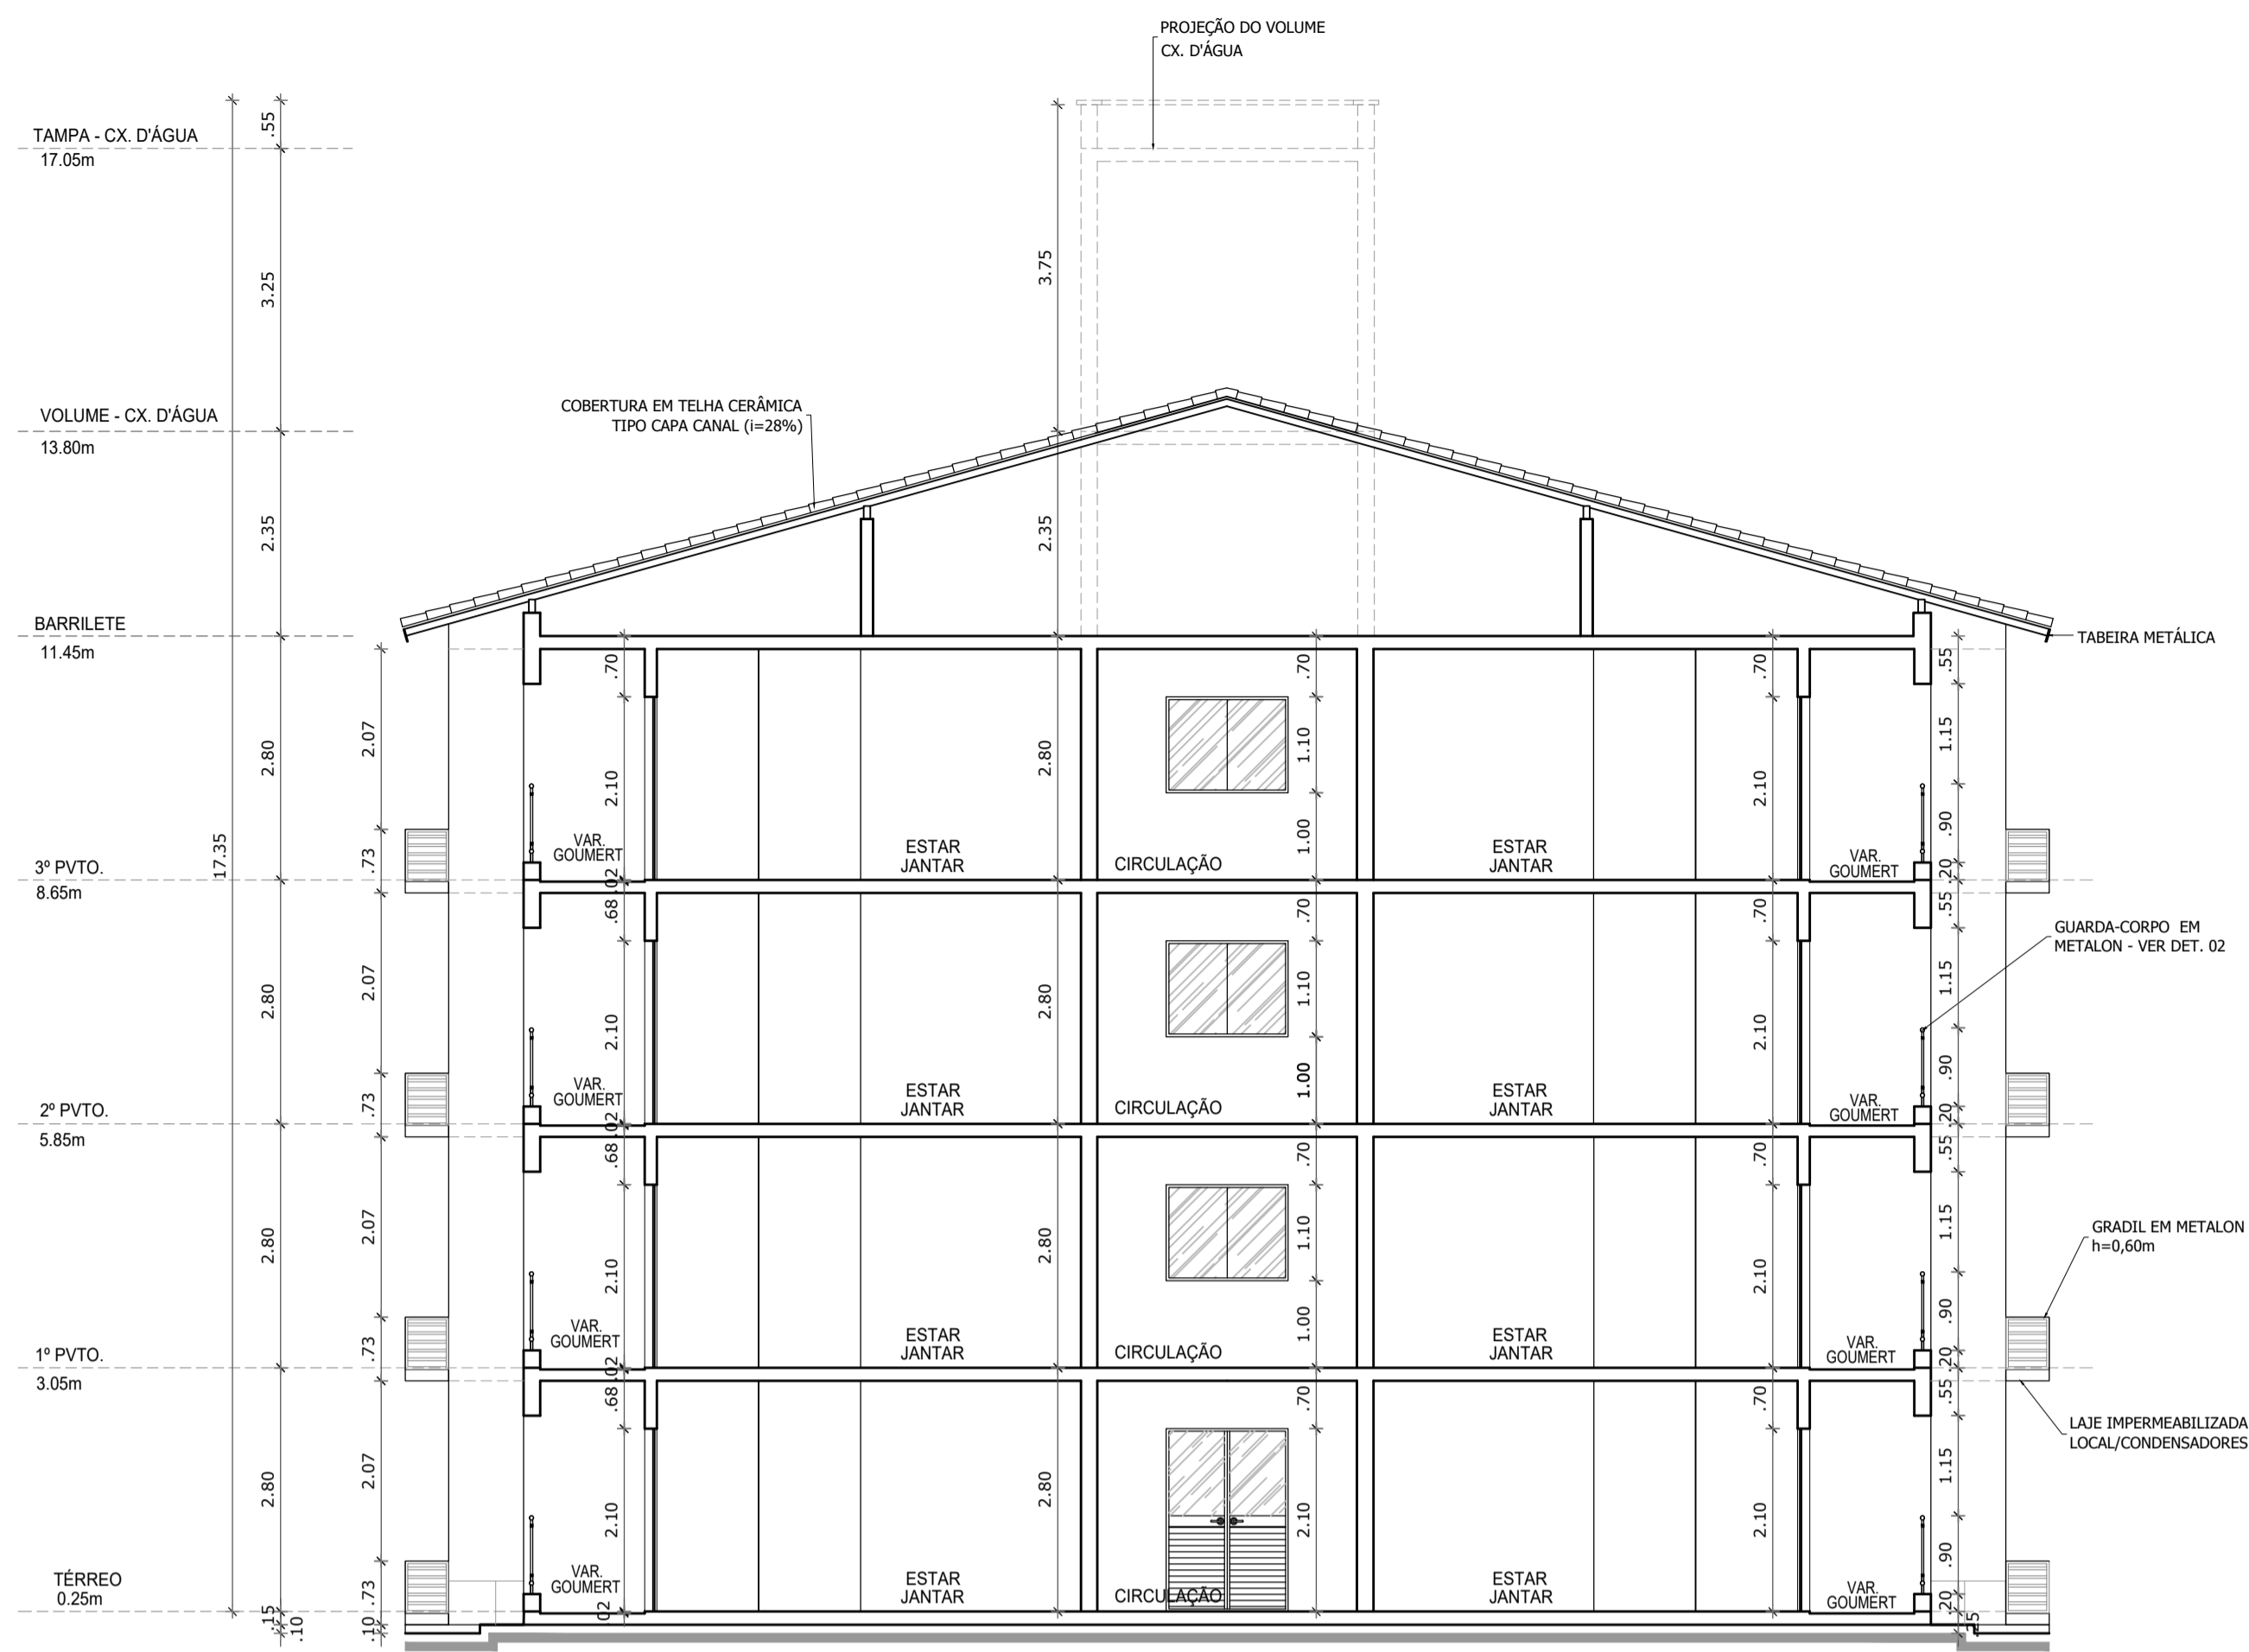 PROJEÇÃO DO VOLUME
CX. D'ÁGUA
.55
TAMPA - CX. D'ÁGUA
17.05m
3.25
3.75
COBERTURA EM TELHA CERÂMICA
TIPO CAPA CANAL (i=28%)
VOLUME - CX. D'ÁGUA
13.80m
2.35
2.35
BARRILETE
11.45m
TABEIRA METÁLICA
.70
.70
.70
.55
2.07
2.80
2.10
2.80
1.10
2.10
1.15
17.35
1.00
.90
VAR.
GOUMERT
ESTAR
JANTAR
CIRCULAÇÃO
ESTAR
JANTAR
VAR.
GOUMERT
3º PVTO.
8.65m
.73
.02
.20
.68
.70
.70
.55
GUARDA-CORPO EM
METALON - VER DET. 02
2.07
2.80
2.10
2.80
1.10
2.10
1.15
1.00
.90
VAR.
GOUMERT
ESTAR
JANTAR
CIRCULAÇÃO
ESTAR
JANTAR
VAR.
GOUMERT
2º PVTO.
5.85m
.73
.02
.20
.68
.70
.70
.55
2.07
2.80
2.10
2.80
1.10
2.10
1.15
GRADIL EM METALON
h=0,60m
1.00
.90
VAR.
GOUMERT
ESTAR
JANTAR
CIRCULAÇÃO
ESTAR
JANTAR
VAR.
GOUMERT
1º PVTO.
3.05m
.73
.02
.20
.68
.70
.70
.55
LAJE IMPERMEABILIZADA
LOCAL/CONDENSADORES
2.07
2.80
2.10
2.80
2.10
2.10
1.15
.90
VAR.
GOUMERT
ESTAR
JANTAR
CIRCULAÇÃO
ESTAR
JANTAR
VAR.
GOUMERT
TÉRREO
0.25m
.73
.02
.20
.15
.10
.10